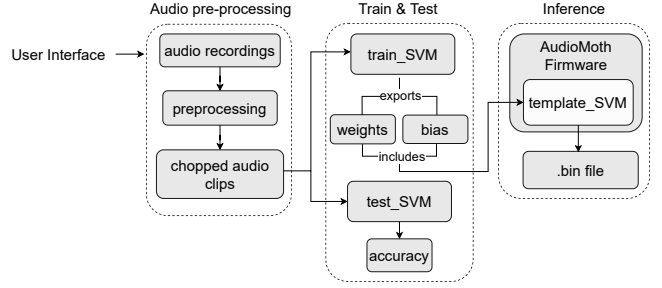 Audio pre-processing
Train & Test
Inference
User Interface
audio recordings
preprocessing
chopped audio
clips
train_SVM
exports
weights
bias
includes
test_SVM
accuracy
AudioMoth
Firmware
template_SVM
.bin file